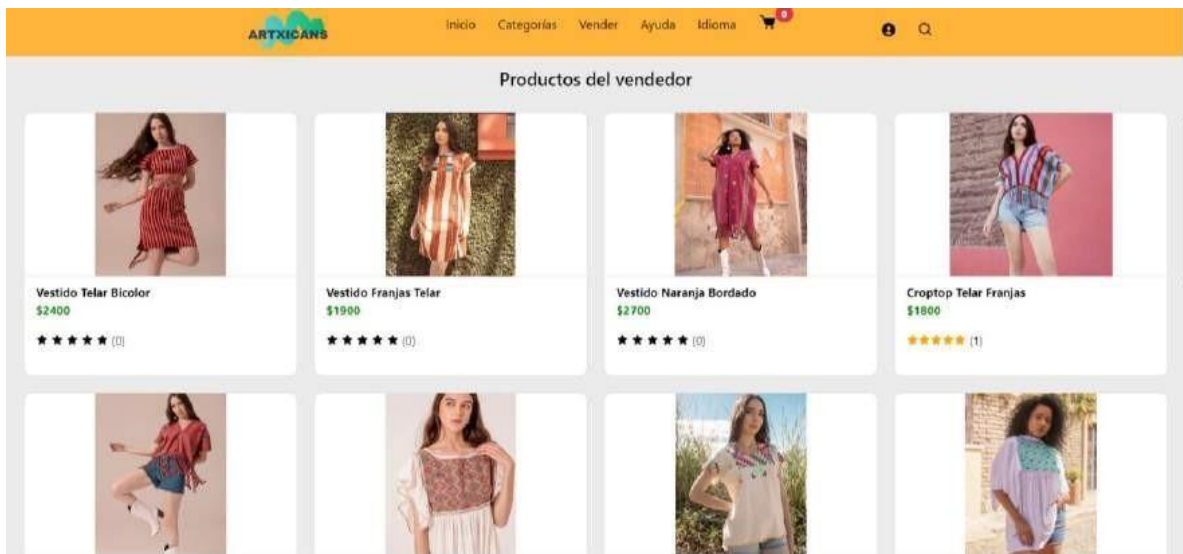 ARTXICANS
Inicio Categorías Vender Ayuda Idioma 0
Productos del vendedor
Vestido Telar Bicolor
$2400
(0)
Vestido Franjas Telar
$1900
(0)
Vestido Naranja Bordado
$2700
(0)
Croptop Telar Franjas
$1800
(1)